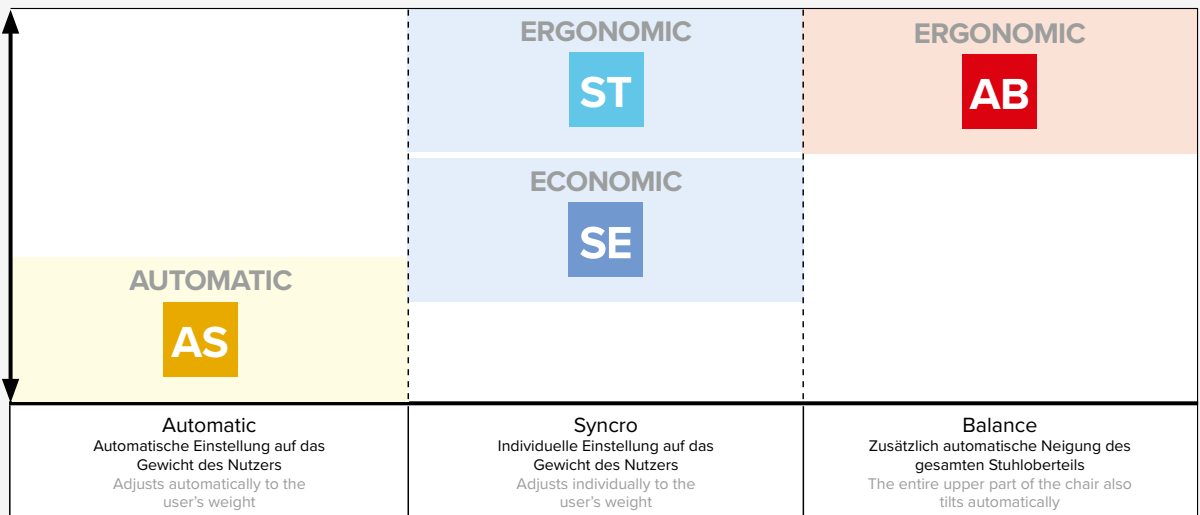 ERGONOMIC
ST
ERGONOMIC
AB
ECONOMIC
SE
AUTOMATIC
AS
Automatic
Automatische Einstellung auf das
Gewicht des Nutzers
Adjusts automatically to the
user’s weight
Syncro
Individuelle Einstellung auf das
Gewicht des Nutzers
Adjusts individually to the
user’s weight
Balance
Zusätzlich automatische Neigung des
gesamten Stuhloberteils
The entire upper part of the chair also
tilts automatically